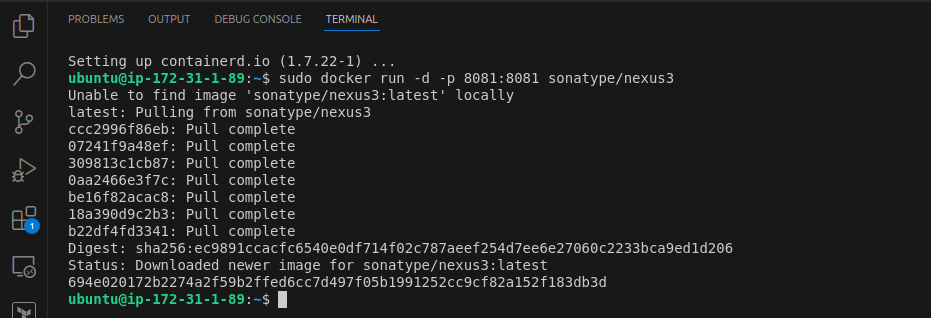 PROBLEMS OUTPUT DEBUG CONSOLE TERMINAL
Setting up containerd.io (1.7.22-1) ...
ubuntu@ip-172-31-1-89:~$ sudo docker run -d -p 8081:8081 sonatype/nexus3
Unable to find image 'sonatype/nexus3:latest' locally
latest: Pulling from sonatype/nexus3
ccc2996f86eb: Pull complete
07241f9a48ef: Pull complete
309813c1cb87: Pull complete
0aa2466e3f7c: Pull complete
be16f82acac8: Pull complete
18a390d9c2b3: Pull complete
b22df4fd3341: Pull complete
Digest: sha256:ec9891ccacfc6540e0df714f02c787aeef254d7ee6e27060c2233bca9ed1d206
Status: Downloaded newer image for sonatype/nexus3:latest
694e020172b2274a2f59b2ffed6cc7d497f05b1991252cc9cf82a152f183db3d
ubuntu@ip-172-31-1-89:~$
1